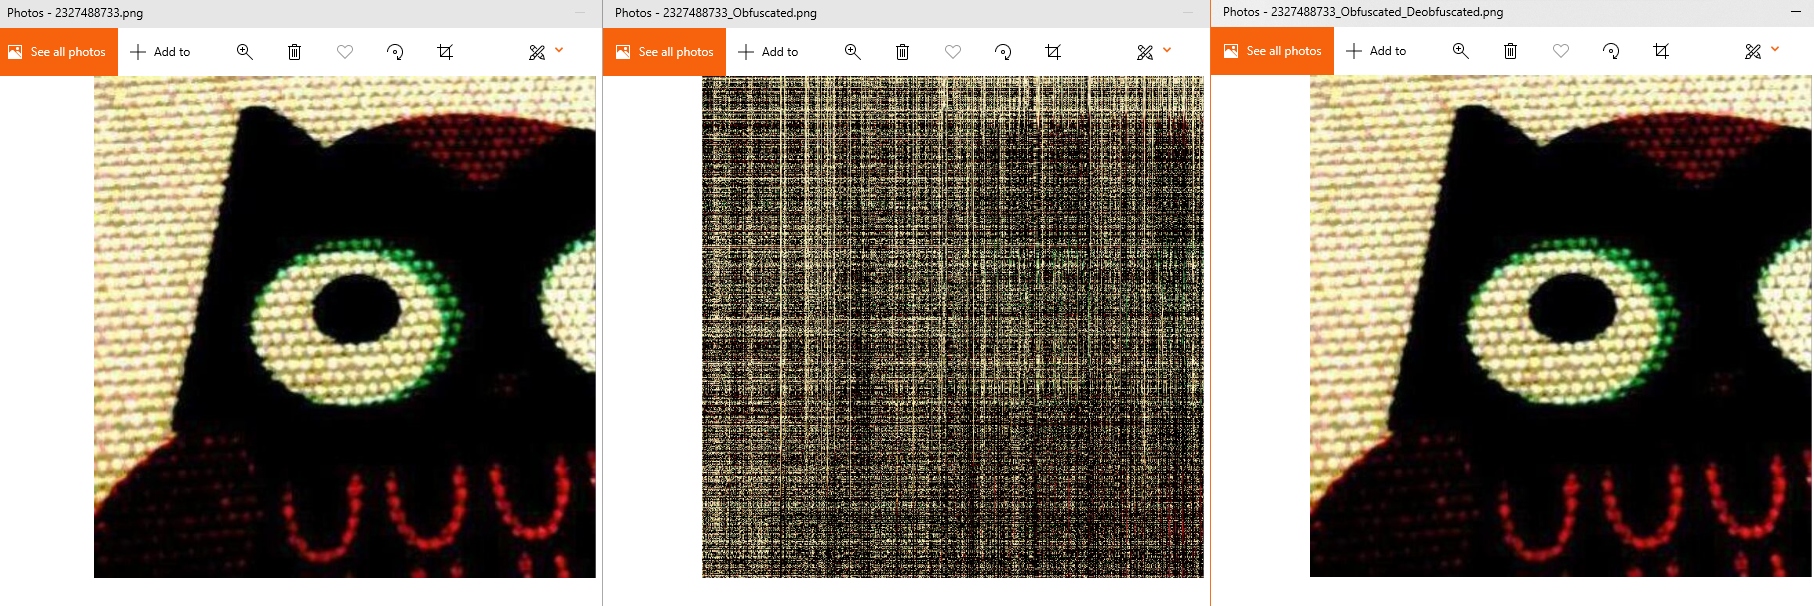 Photos - 2327488733.png
See all photos
Add to
Photos - 2327488733_Obfuscated.png
See all photos
Add to
Photos - 2327488733_Obfuscated_Deobfuscated.png
See all photos
Add to